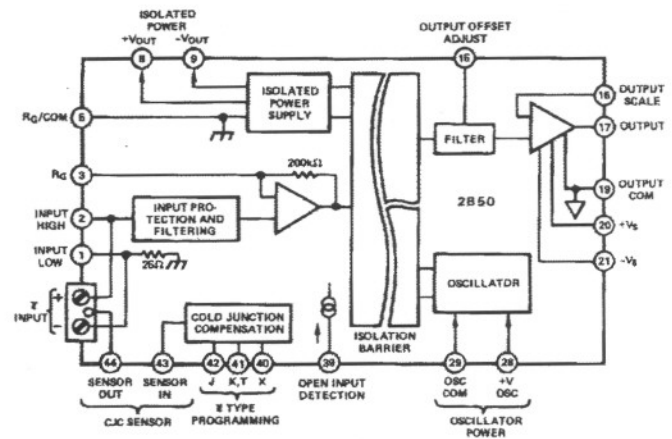 ISOLATED
POWER
+VOUT -VOUT
8 9
OUTPUT OFFSET
ADJUST
15
ISOLATED
POWER
SUPPLY
RG/COM
RG 3
200kΩ
INPUT
HIGH 2
INPUT PRO-
TECTION AND
FILTERING
INPUT
LOW 1
25Ω
FILTER
2B50
OUTPUT
SCALE
16
17 OUTPUT
19 OUTPUT
COM
20 +VS
21 -VS
INPUT
+
-
COLD JUNCTION
COMPENSATION
ISOLATION
BARRIER
OSCILLATOR
44 43 42 41 40 39 29 28
SENSOR
OUT
SENSOR
IN
J K,T X
TYPE
PROGRAMMING
CJC SENSOR
OPEN INPUT
DETECTION
OSC
COM
+V
OSC
OSCILLATOR
POWER